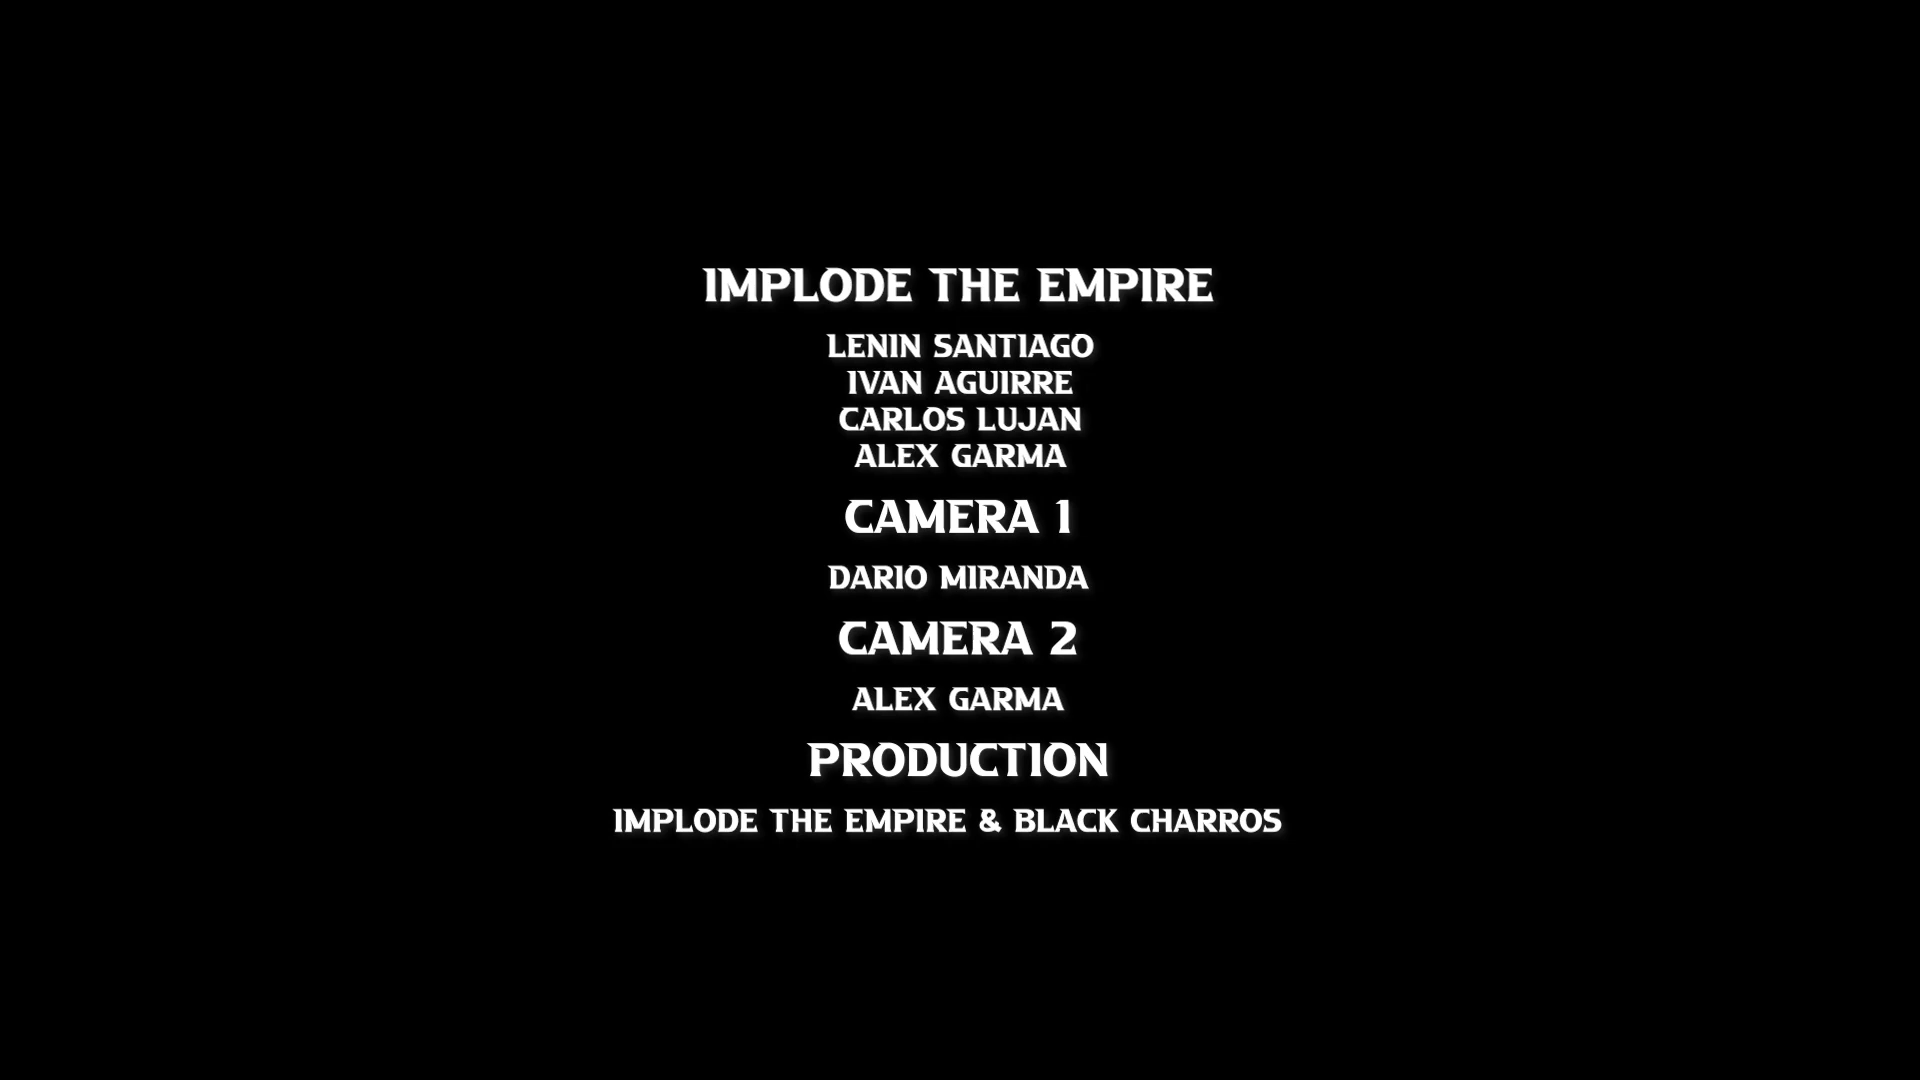 IMPLODE THE EMPIRE
LENIN SANTIAGO
IVAN AGUIRRE
CARLOS LUJAN
ALEX GARMA
CAMERA 1
DARIO MIRANDA
CAMERA 2
ALEX GARMA
PRODUCTION
IMPLODE THE EMPIRE & BLACK CHARROS